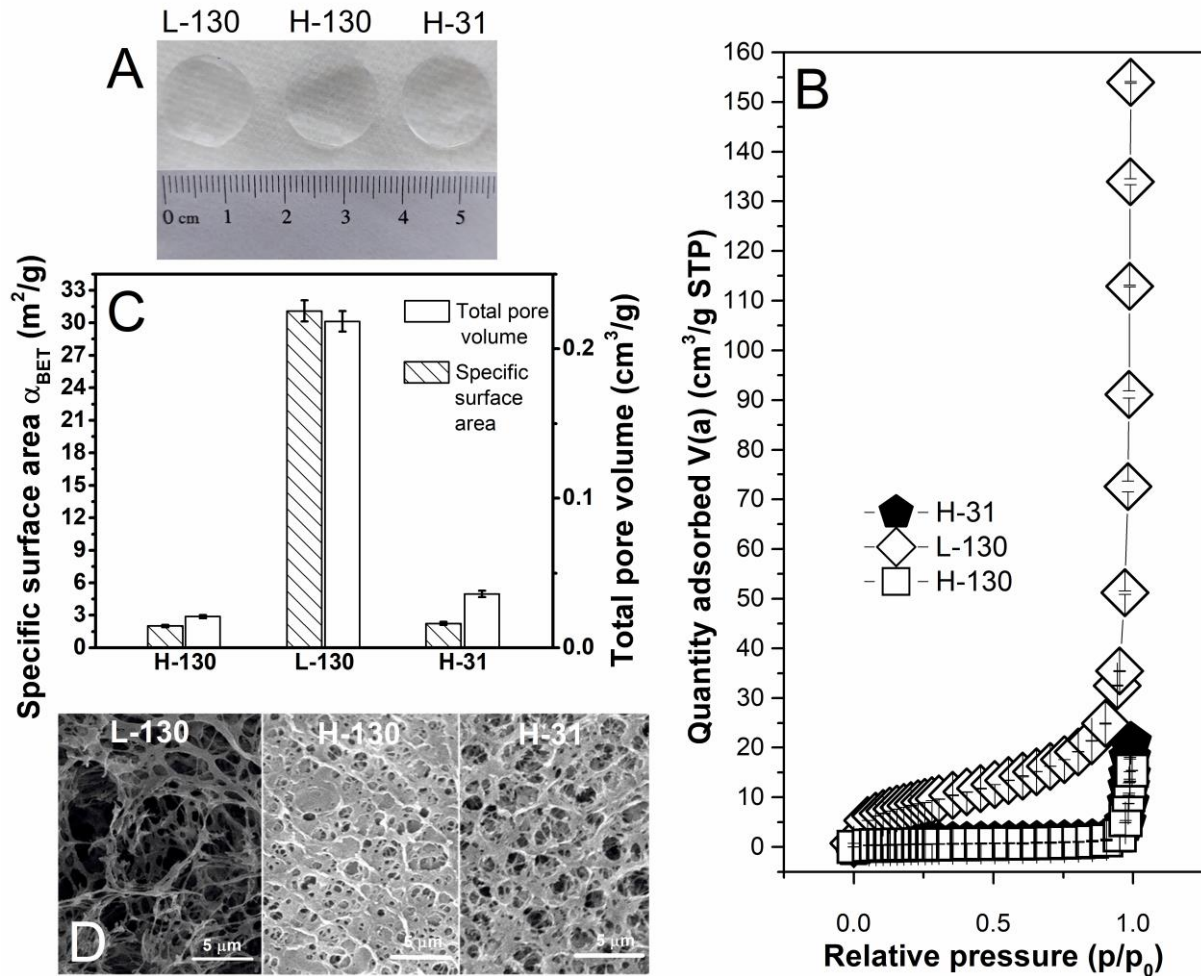 L-130 H-130 H-31
A
0 cm 1 2 3 4 5
B
Quantity adsorbed V(a) (cm³/g STP)
160
150
140
130
120
110
100
90
80
70
60
50
40
30
20
10
0
H-31
L-130
H-130
0.0 0.5 1.0
Relative pressure (p/p₀)
C
Specific surface area α_BET (m²/g)
33
30
27
24
21
18
15
12
9
6
3
0
Total pore
volume
Specific
surface
area
0.2
0.1
0.0
Total pore volume (cm³/g)
H-130 L-130 H-31
L-130 H-130 H-31
D
5 μm 5 μm 5 μm